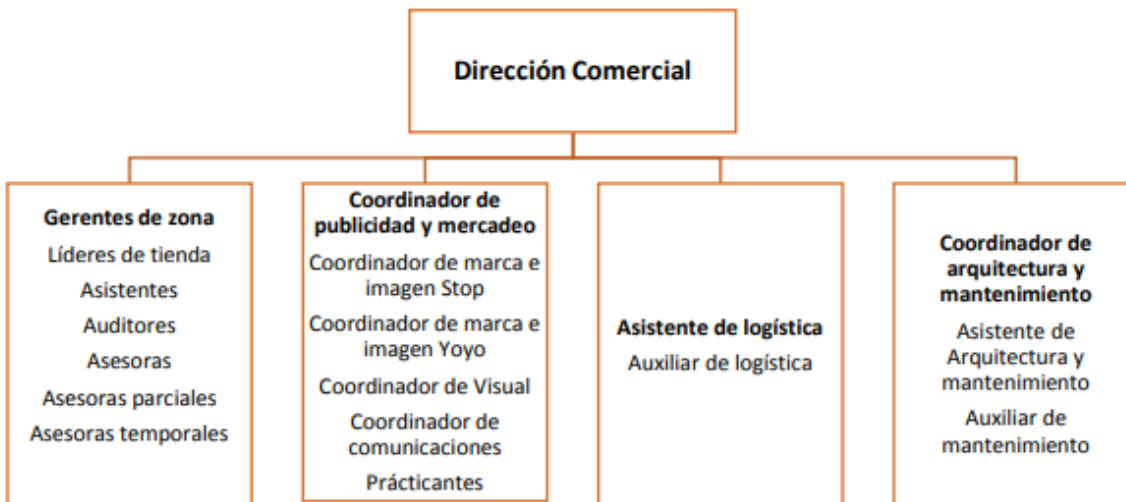 Dirección Comercial
Gerentes de zona
Líderes de tienda
Asistentes
Auditores
Asesoras
Asesoras parciales
Asesoras temporales
Coordinador de
publicidad y mercadeo
Coordinador de marca e
imagen Stop
Coordinador de marca e
imagen Yoyo
Coordinador de Visual
Coordinador de
comunicaciones
Prácticantes
Asistente de logística
Auxiliar de logística
Coordinador de
arquitectura y
mantenimiento
Asistente de
Arquitectura y
mantenimiento
Auxiliar de
mantenimiento